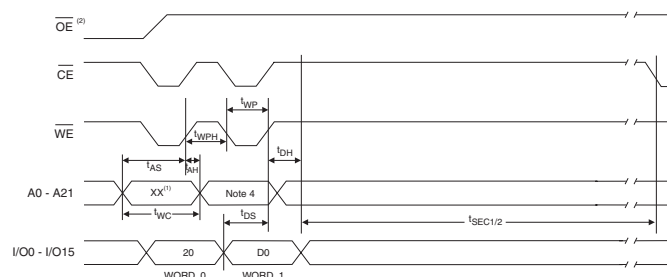 OE (2)
CE
tWP
WE
tWPH
tDH
tAS
tAH
A0 - A21
XX(1)
Note 4
tWC
tDS
tSEC1/2
I/O0 - I/O15
20
D0
WORD 0
WORD 1